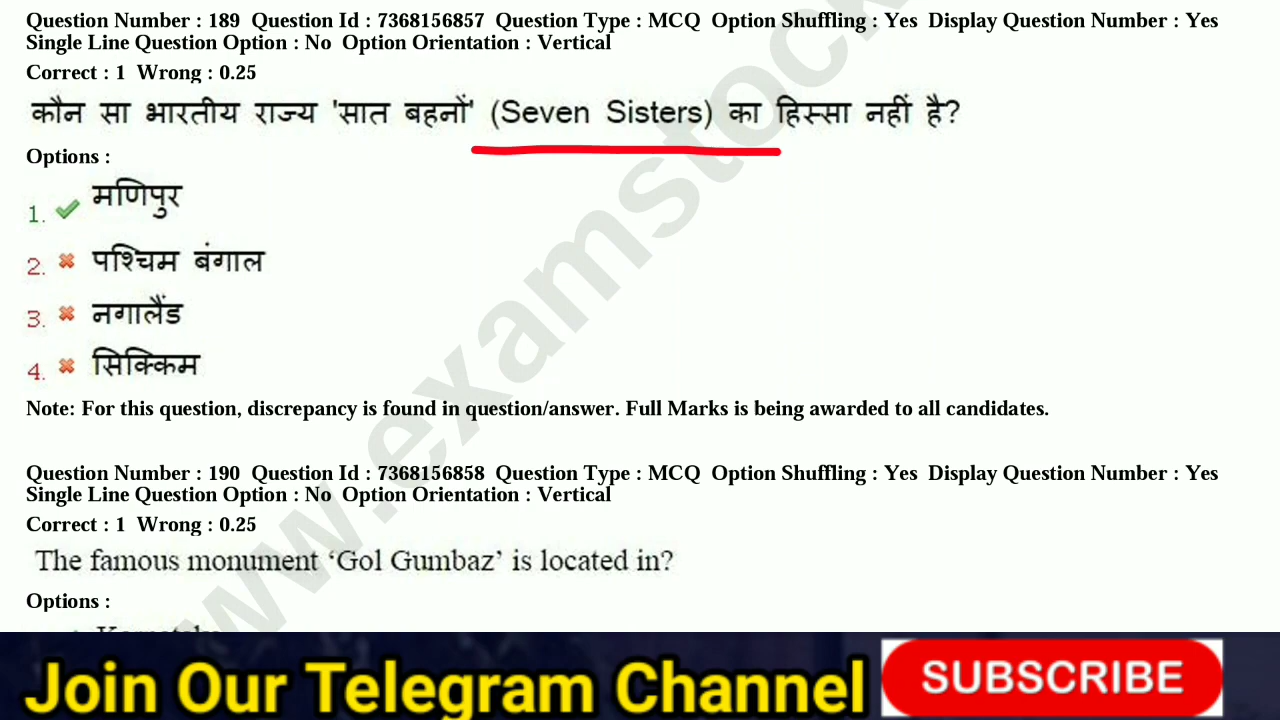 Question Number : 189 Question Id : 7368156857 Question Type : MCQ Option Shuffling : Yes Display Question Number : Yes
Single Line Question Option : No Option Orientation : Vertical
Correct : 1 Wrong : 0.25
कौन सा भारतीय राज्य 'सात बहनों' (Seven Sisters) का हिस्सा नहीं है?
Options :
1. मणिपुर
2. पश्चिम बंगाल
3. नगालैंड
4. सिक्किम
Note: For this question, discrepancy is found in question/answer. Full Marks is being awarded to all candidates.
Question Number : 190 Question Id : 7368156858 Question Type : MCQ Option Shuffling : Yes Display Question Number : Yes
Single Line Question Option : No Option Orientation : Vertical
Correct : 1 Wrong : 0.25
The famous monument ‘Gol Gumbaz’ is located in?
Options :
Join Our Telegram Channel
SUBSCRIBE
www.examstock